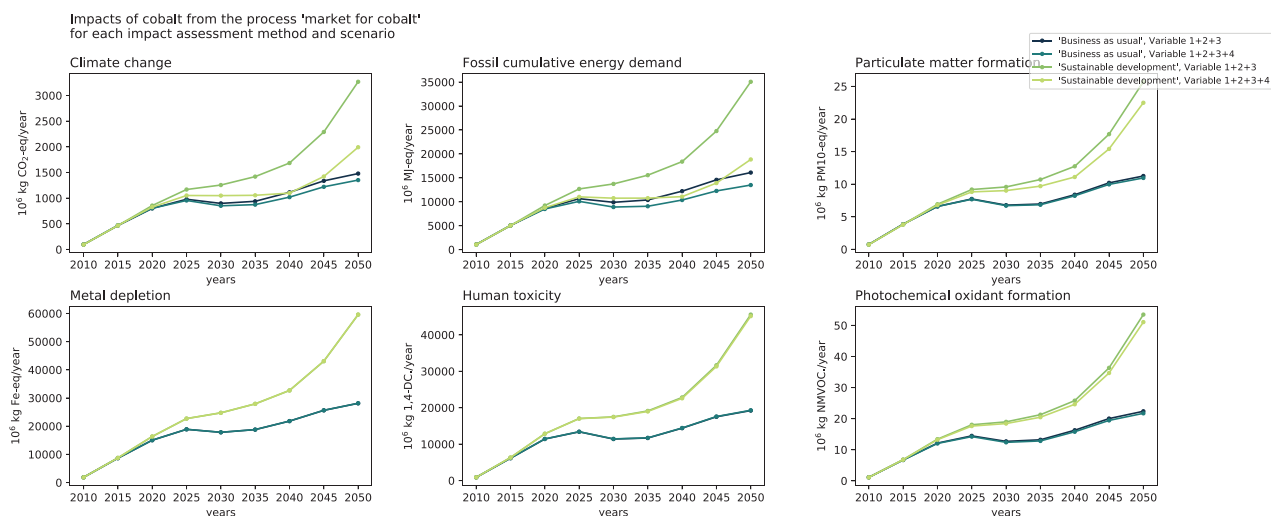 Impacts of cobalt from the process 'market for cobalt'
for each impact assessment method and scenario
'Business as usual', Variable 1+2+3
'Business as usual', Variable 1+2+3+4
'Sustainable development', Variable 1+2+3
'Sustainable development', Variable 1+2+3+4
Climate change
10⁶ kg CO₂-eq/year
3000
2500
2000
1500
1000
500
0
2010 2015 2020 2025 2030 2035 2040 2045 2050
years
Fossil cumulative energy demand
10⁶ MJ-eq/year
35000
30000
25000
20000
15000
10000
5000
0
2010 2015 2020 2025 2030 2035 2040 2045 2050
years
Particulate matter formation
10⁶ kg PM10-eq/year
25
20
15
10
5
0
2010 2015 2020 2025 2030 2035 2040 2045 2050
years
Metal depletion
10⁶ kg Fe-eq/year
60000
50000
40000
30000
20000
10000
0
2010 2015 2020 2025 2030 2035 2040 2045 2050
years
Human toxicity
10⁶ kg 1,4-DC./year
40000
30000
20000
10000
0
2010 2015 2020 2025 2030 2035 2040 2045 2050
years
Photochemical oxidant formation
10⁶ kg NMVOC./year
50
40
30
20
10
0
2010 2015 2020 2025 2030 2035 2040 2045 2050
years